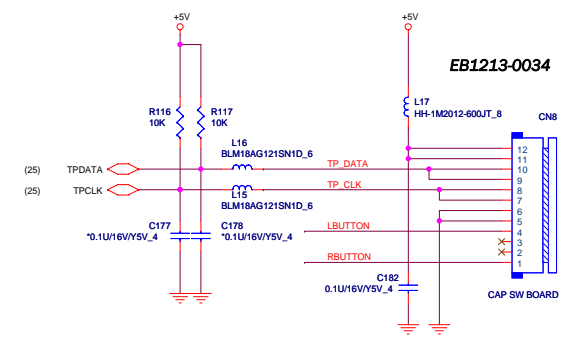 +5V
+5V
EB1213-0034
L17
HH-1M2012-600JT_8
R116
10K
R117
10K
CN8
L16
BLM18AG121SN1D_6
12
11
(25) TPDATA TP_DATA 10
9
(25) TPCLK TP_CLK 8
7
L15
BLM18AG121SN1D_6
6
5
C177
*0.1U/16V/Y5V_4
C178
*0.1U/16V/Y5V_4
LBUTTON 4
3
2
RBUTTON 1
C182
0.1U/16V/Y5V_4
CAP SW BOARD